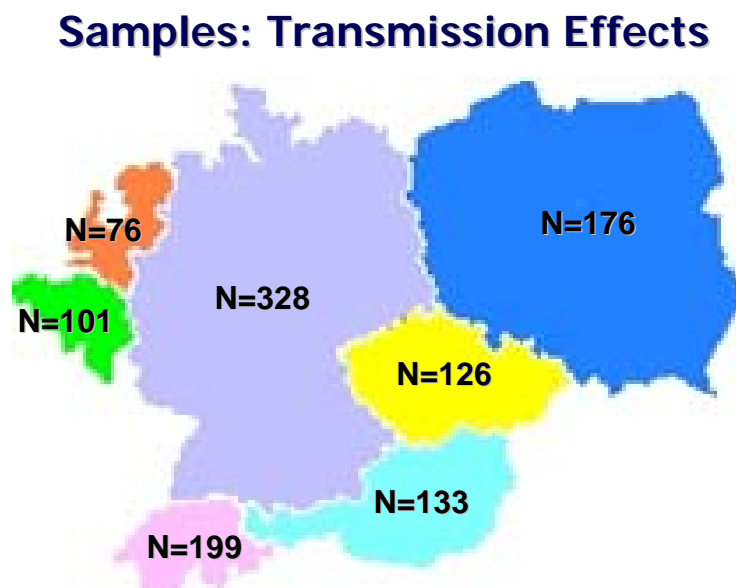 Samples: Transmission Effects
N=176
N=76
N=328
N=101
N=126
N=133
N=199